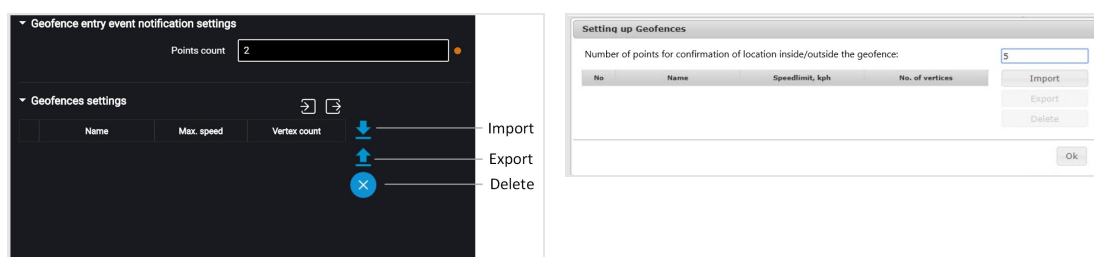 Geofence entry event notification settings
Points count 2
Geofences settings
Name Max. speed Vertex count
Import
Export
Delete
Setting up Geofences
Number of points for confirmation of location inside/outside the geofence: 5
No Name Speedlimit, kph No. of vertices
Import
Export
Delete
Ok